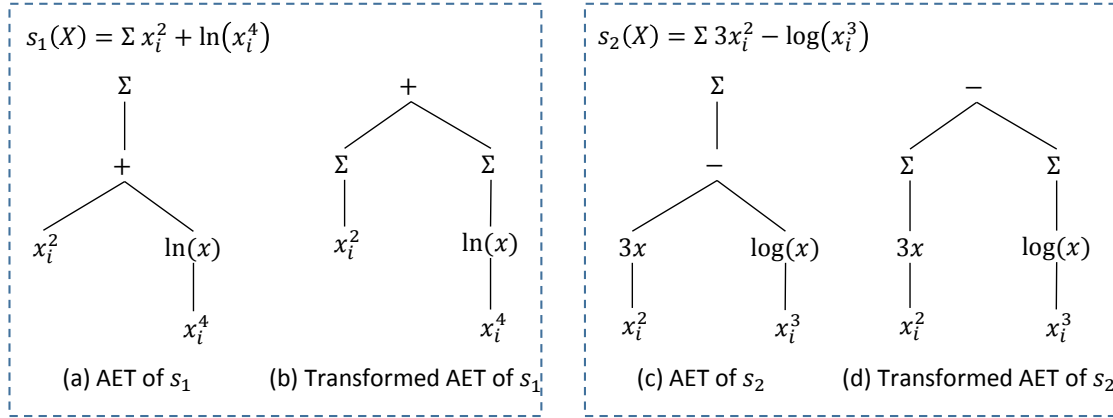 s₁(X) = Σ xᵢ² + ln(xᵢ⁴)
Σ
+
xᵢ² ln(x)
xᵢ⁴
(a) AET of s₁
+
Σ Σ
xᵢ² ln(x)
xᵢ⁴
(b) Transformed AET of s₁
s₂(X) = Σ 3xᵢ² − log(xᵢ³)
Σ
−
3x log(x)
xᵢ² xᵢ³
(c) AET of s₂
−
Σ Σ
3x log(x)
xᵢ² xᵢ³
(d) Transformed AET of s₂